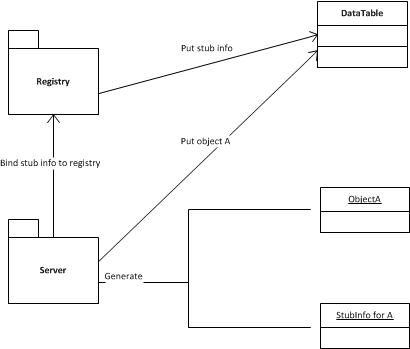 DataTable
Put stub info
Registry
Put object A
Bind stub info to registry
ObjectA
Server
Generate
StubInfo for A